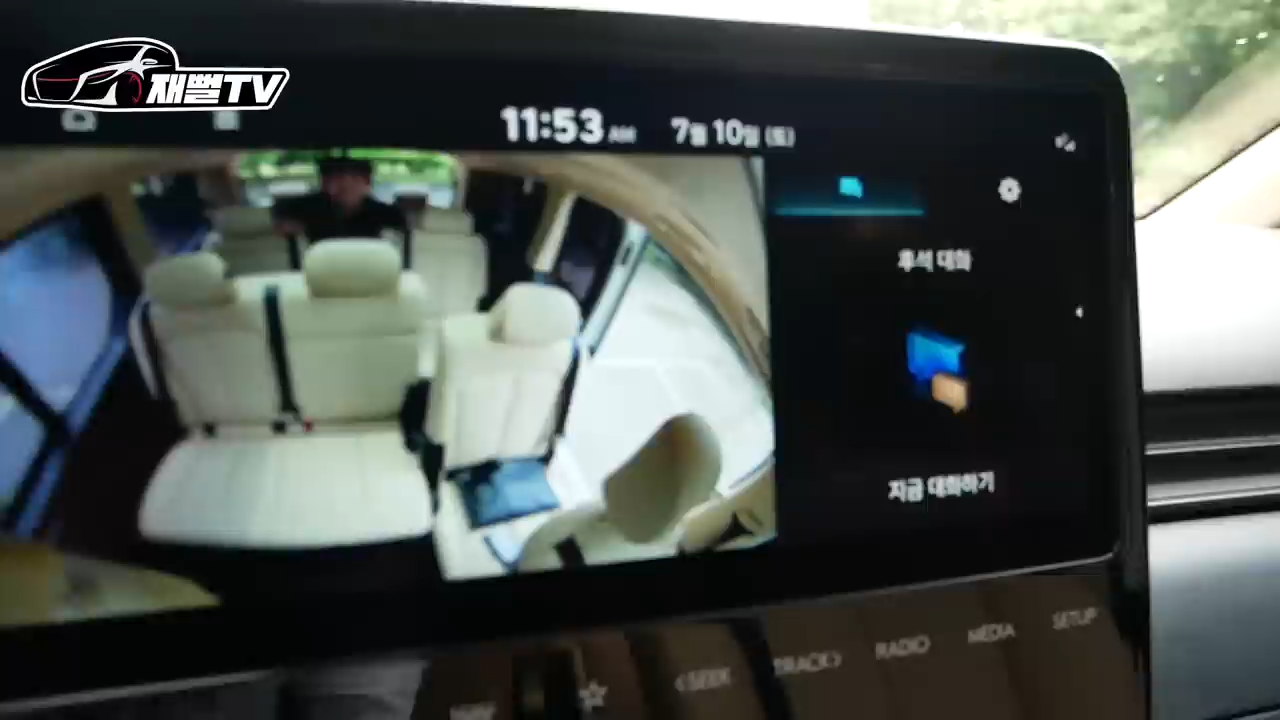 재뻘TV
11:53 AM 7월 10일 (토)
후석 대화
지금 대화하기
SETUP
MEDIA
RADIO
TRACK>
<SEEK